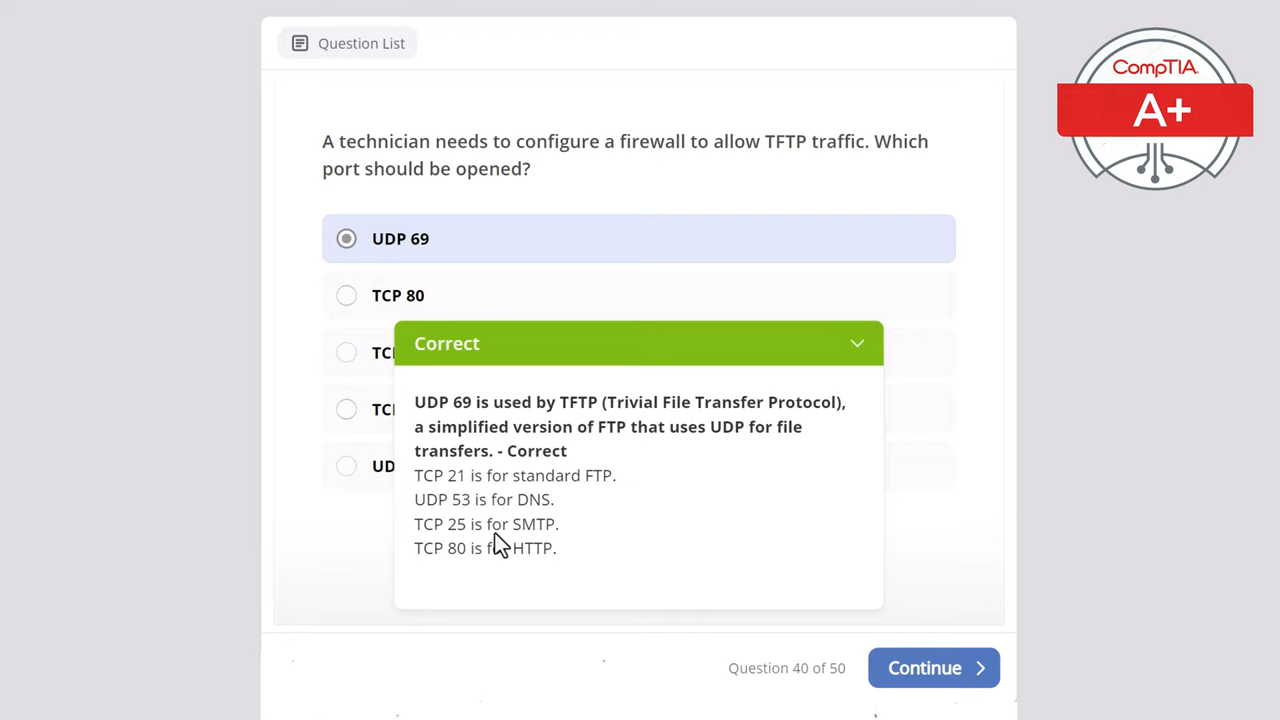 Question List
CompTIA
A+
A technician needs to configure a firewall to allow TFTP traffic. Which
port should be opened?
UDP 69
TCP 80
Correct
UDP 69 is used by TFTP (Trivial File Transfer Protocol),
a simplified version of FTP that uses UDP for file
transfers. - Correct
TCP 21 is for standard FTP.
UDP 53 is for DNS.
TCP 25 is for SMTP.
TCP 80 is for HTTP.
Question 40 of 50
Continue